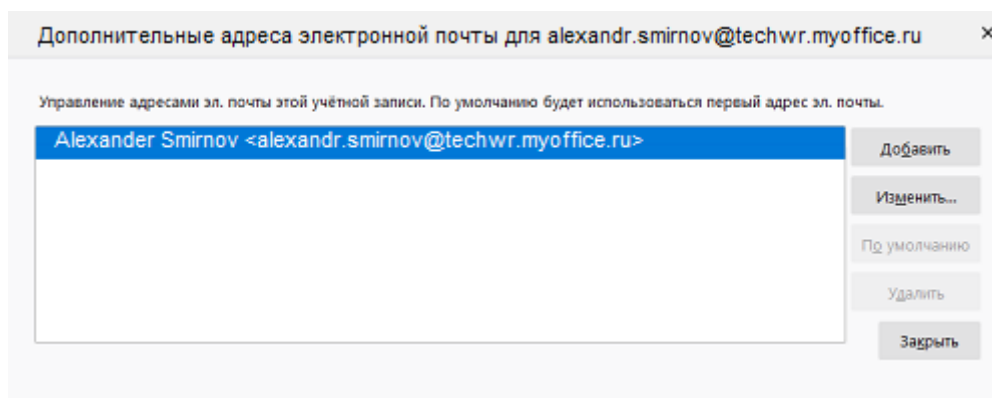 Дополнительные адреса электронной почты для alexandr.smirnov@techwr.myoffice.ru ×
Управление адресами эл. почты этой учётной записи. По умолчанию будет использоваться первый адрес эл. почты.
Alexander Smirnov <alexandr.smirnov@techwr.myoffice.ru>
Добавить
Изменить...
По умолчанию
Удалить
Закрыть